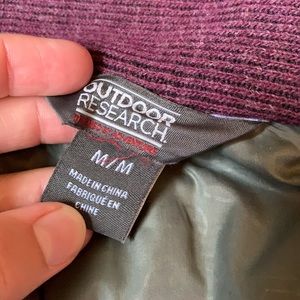 OUTDOOR
RESEARCH
M/M
MADE IN CHINA
FABRIQUÉ EN
CHINE